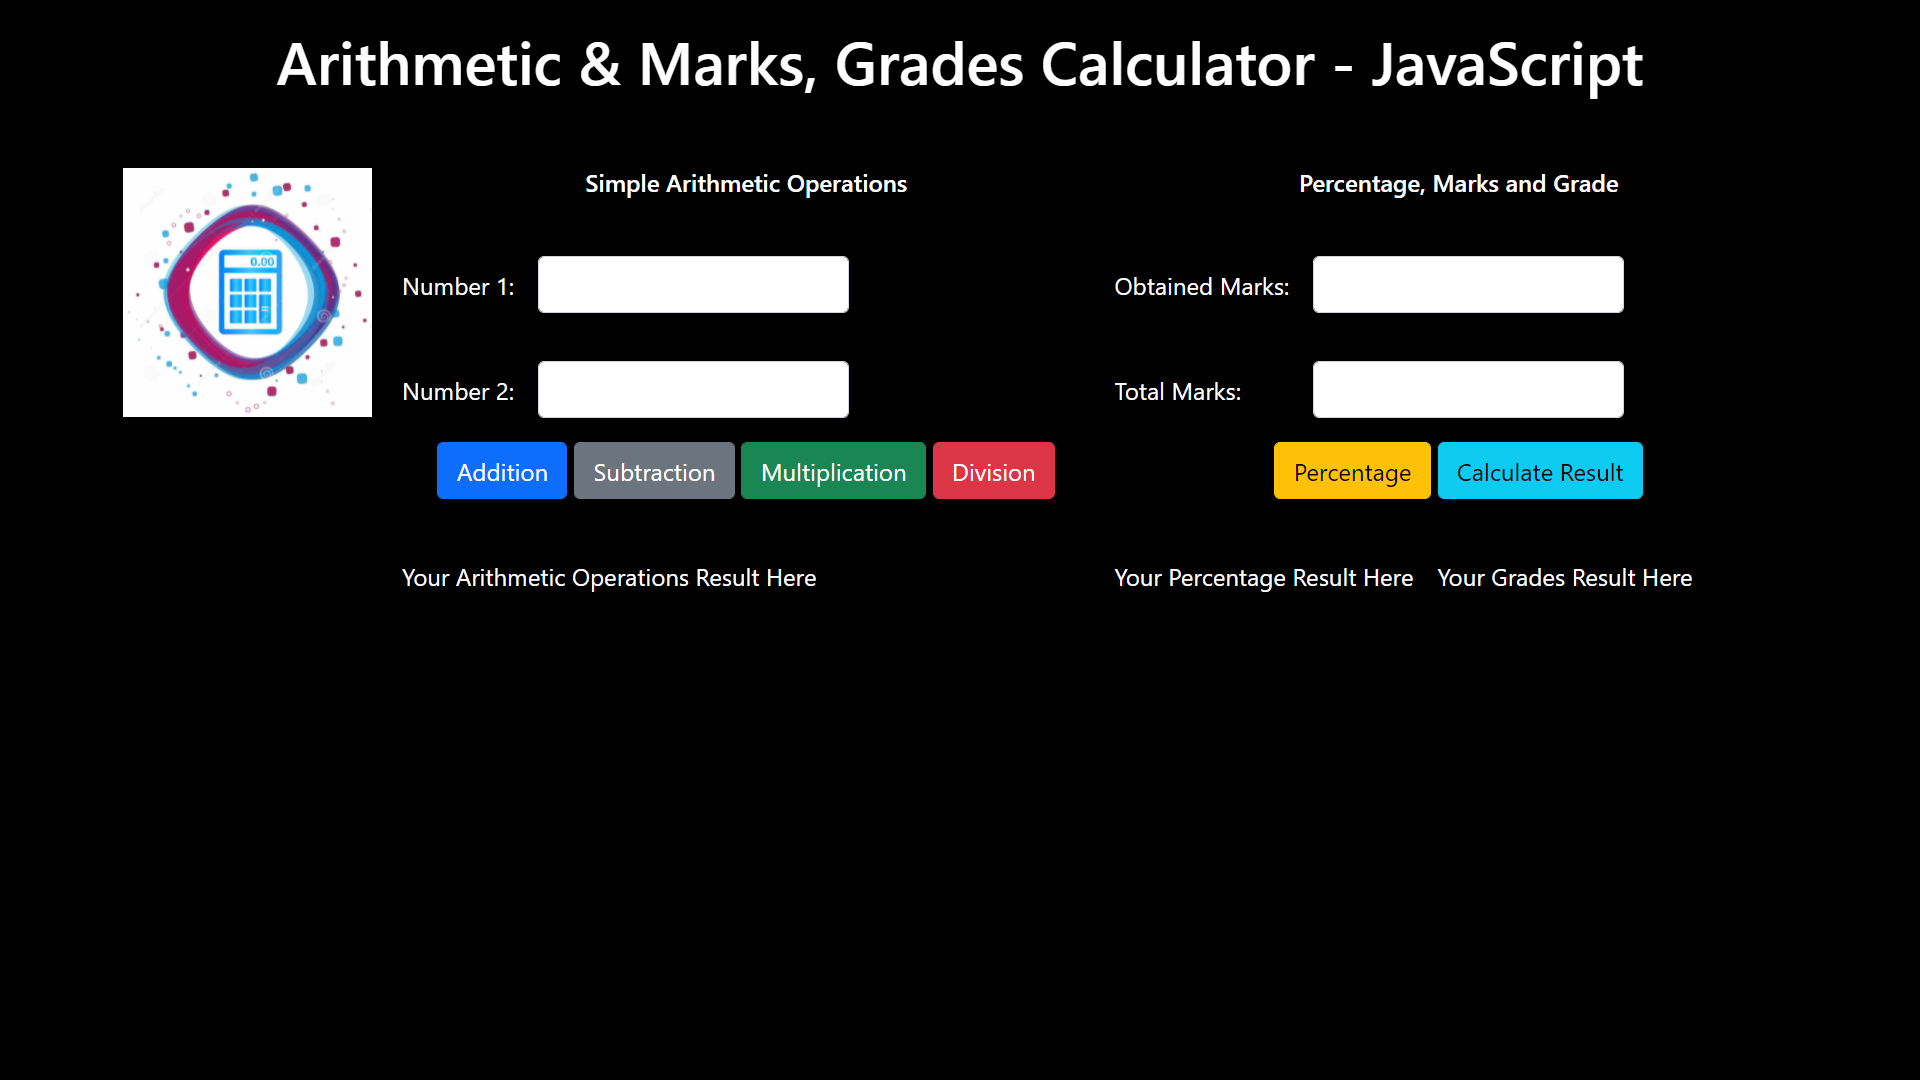 Arithmetic & Marks, Grades Calculator - JavaScript
0.00
Simple Arithmetic Operations
Number 1:
Number 2:
Addition Subtraction Multiplication Division
Your Arithmetic Operations Result Here
Percentage, Marks and Grade
Obtained Marks:
Total Marks:
Percentage Calculate Result
Your Percentage Result Here Your Grades Result Here